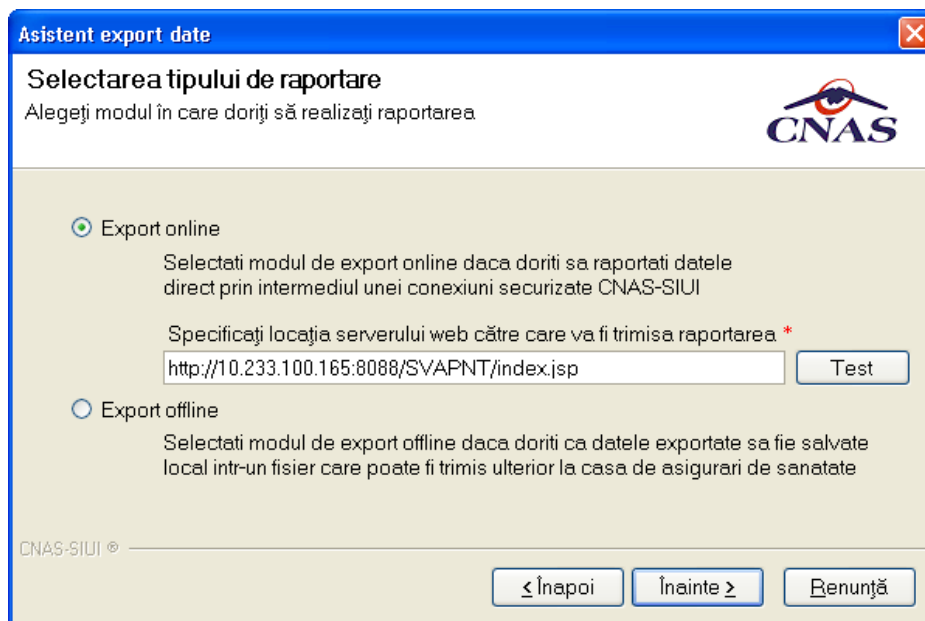 Asistent export date
Selectarea tipului de raportare
Alegeţi modul în care doriţi să realizaţi raportarea
CNAS
Export online
Selectati modul de export online daca doriti sa raportati datele
direct prin intermediul unei conexiuni securizate CNAS-SIUI
Specificaţi locaţia serverului web către care va fi trimisa raportarea *
http://10.233.100.165:8088/SVAPNT/index.jsp
Test
Export offline
Selectati modul de export offline daca doriti ca datele exportate sa fie salvate
local intr-un fisier care poate fi trimis ulterior la casa de asigurari de sanatate
CNAS-SIUI ®
< Înapoi
Înainte >
Renunţă